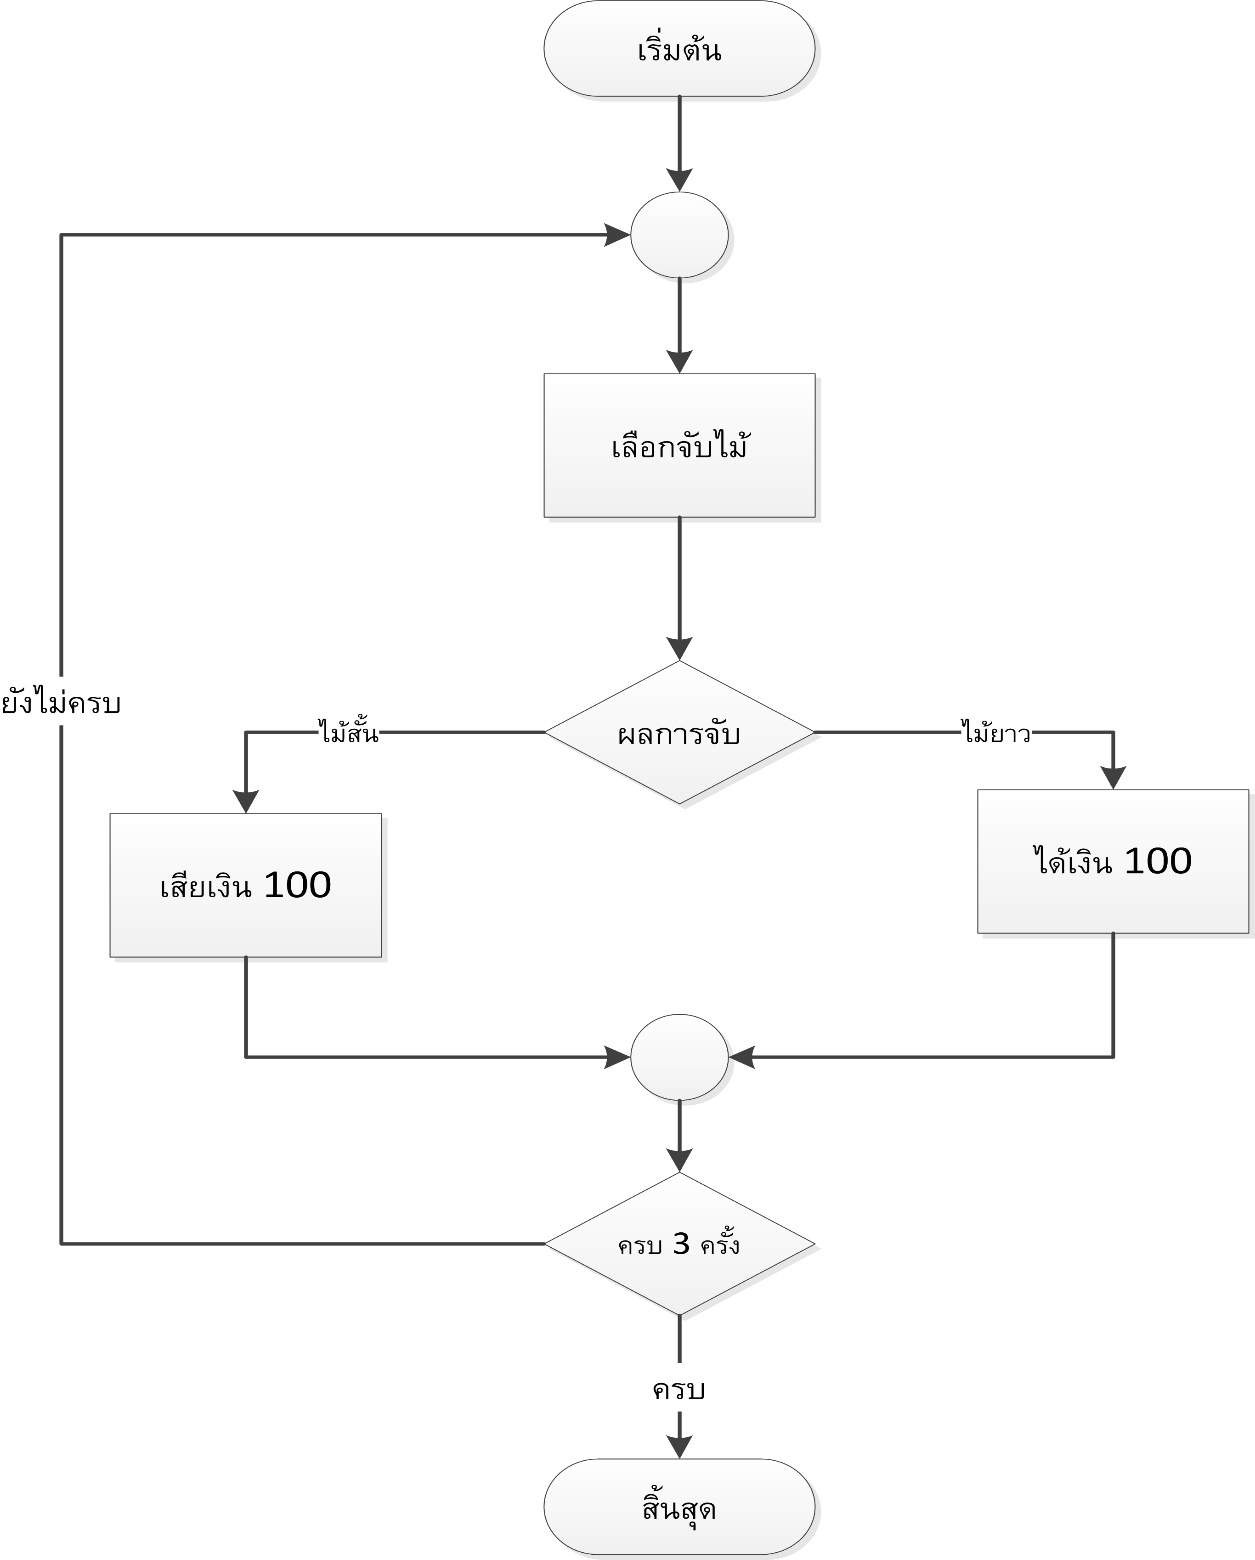 เริ่มต้น
เลือกจับไม้
ยังไม่ครบ
ไม้สั้น
ผลการจับ
ไม้ยาว
เสียเงิน 100
ได้เงิน 100
ครบ 3 ครั้ง
ครบ
สิ้นสุด